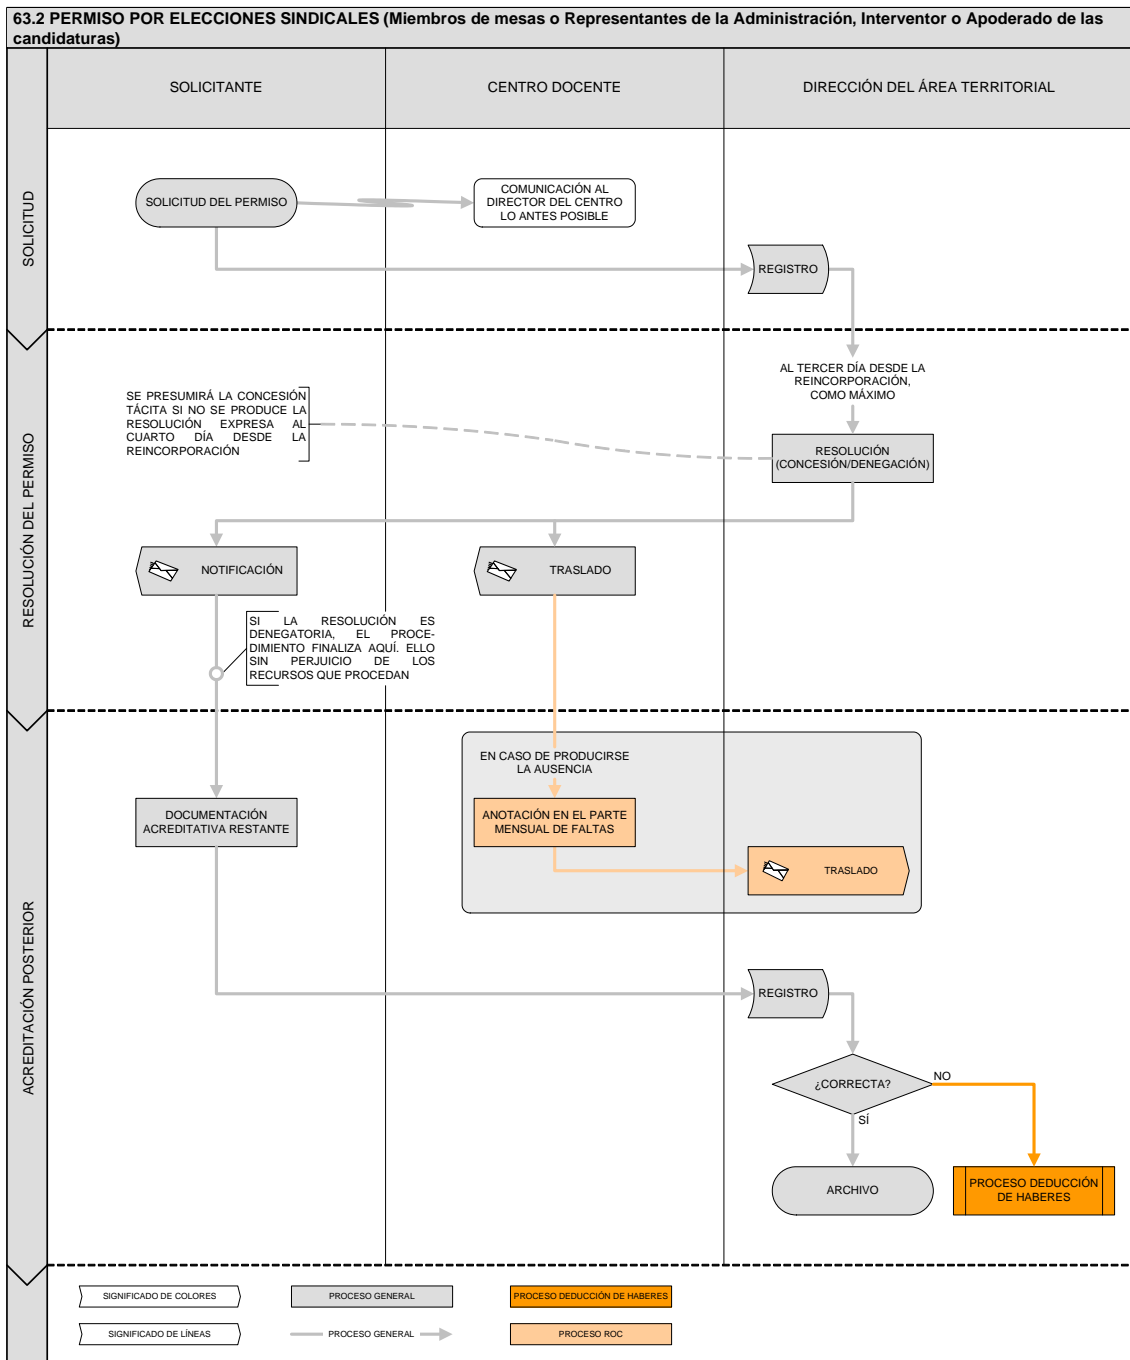 63.2 PERMISO POR ELECCIONES SINDICALES (Miembros de mesas o Representantes de la Administración, Interventor o Apoderado de las
candidaturas)
SOLICITANTE
CENTRO DOCENTE
DIRECCIÓN DEL ÁREA TERRITORIAL
SOLICITUD
SOLICITUD DEL PERMISO
COMUNICACIÓN AL
DIRECTOR DEL CENTRO
LO ANTES POSIBLE
REGISTRO
RESOLUCIÓN DEL PERMISO
AL TERCER DÍA DESDE LA
REINCORPORACIÓN,
COMO MÁXIMO
SE PRESUMIRÁ LA CONCESIÓN
TÁCITA SI NO SE PRODUCE LA
RESOLUCIÓN EXPRESA AL
CUARTO DÍA DESDE LA
REINCORPORACIÓN
RESOLUCIÓN
(CONCESIÓN/DENEGACIÓN)
NOTIFICACIÓN
TRASLADO
SI LA RESOLUCIÓN ES
DENEGATORIA, EL PROCE-
DIMIENTO FINALIZA AQUÍ. ELLO
SIN PERJUICIO DE LOS
RECURSOS QUE PROCEDAN
ACREDITACIÓN POSTERIOR
EN CASO DE PRODUCIRSE
LA AUSENCIA
DOCUMENTACIÓN
ACREDITATIVA RESTANTE
ANOTACIÓN EN EL PARTE
MENSUAL DE FALTAS
TRASLADO
REGISTRO
¿CORRECTA?
NO
SÍ
ARCHIVO
PROCESO DEDUCCIÓN
DE HABERES
SIGNIFICADO DE COLORES
PROCESO GENERAL
PROCESO DEDUCCIÓN DE HABERES
SIGNIFICADO DE LÍNEAS
PROCESO GENERAL
PROCESO ROC